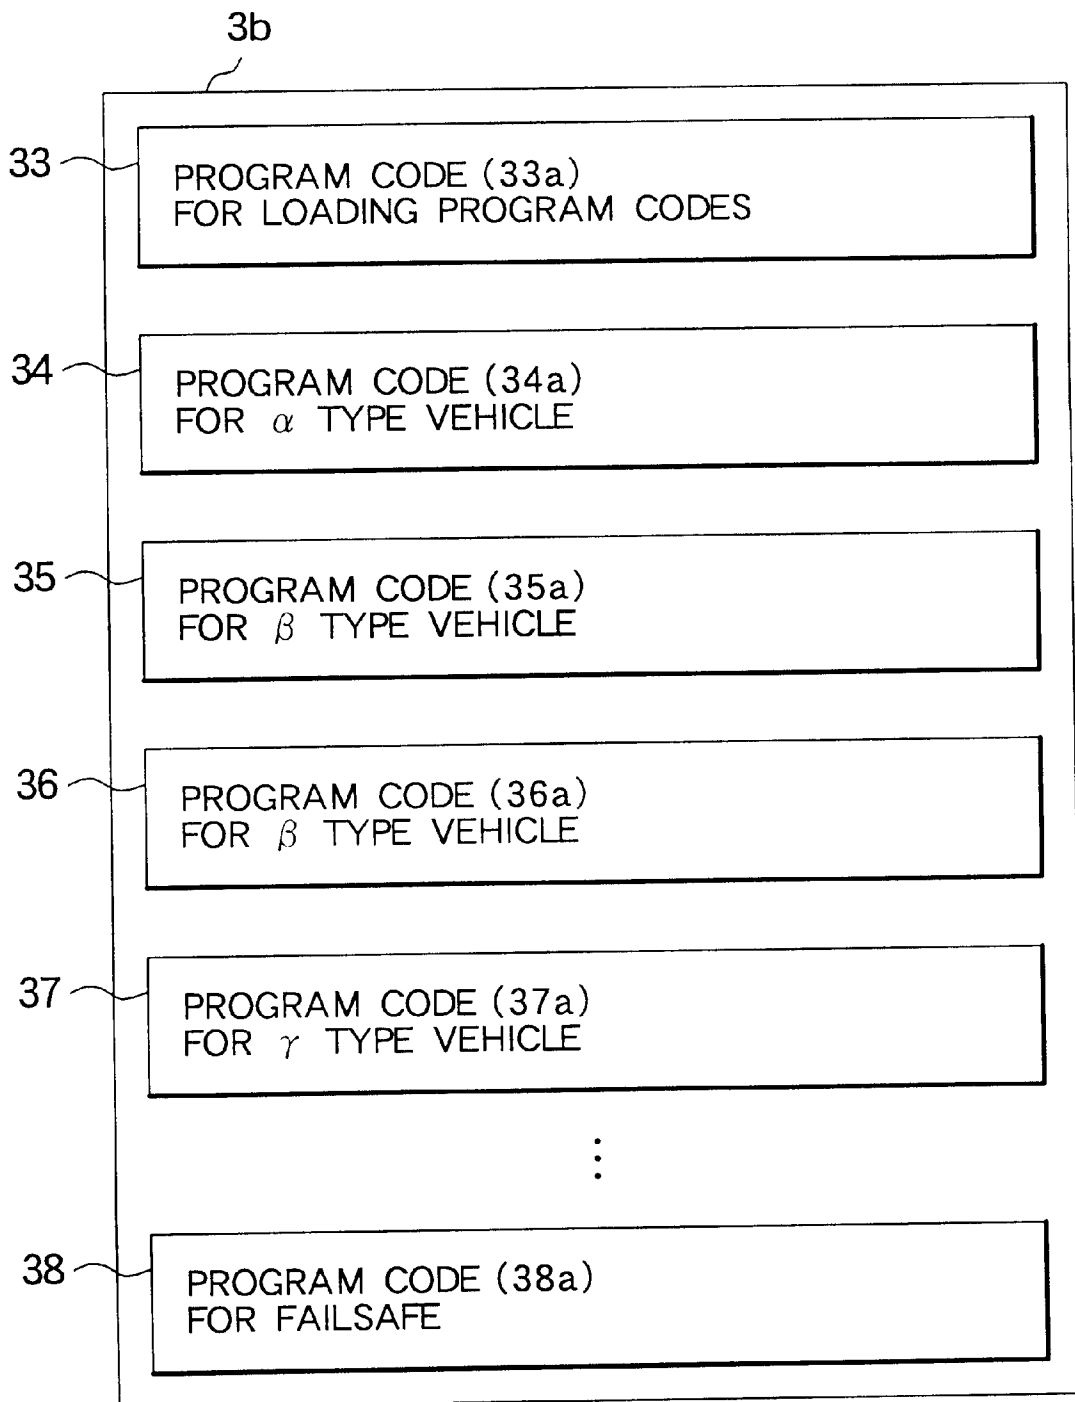 3b
33
PROGRAM CODE (33a)
FOR LOADING PROGRAM CODES
34
PROGRAM CODE (34a)
FOR α TYPE VEHICLE
35
PROGRAM CODE (35a)
FOR β TYPE VEHICLE
36
PROGRAM CODE (36a)
FOR β TYPE VEHICLE
37
PROGRAM CODE (37a)
FOR γ TYPE VEHICLE
⋮
38
PROGRAM CODE (38a)
FOR FAILSAFE